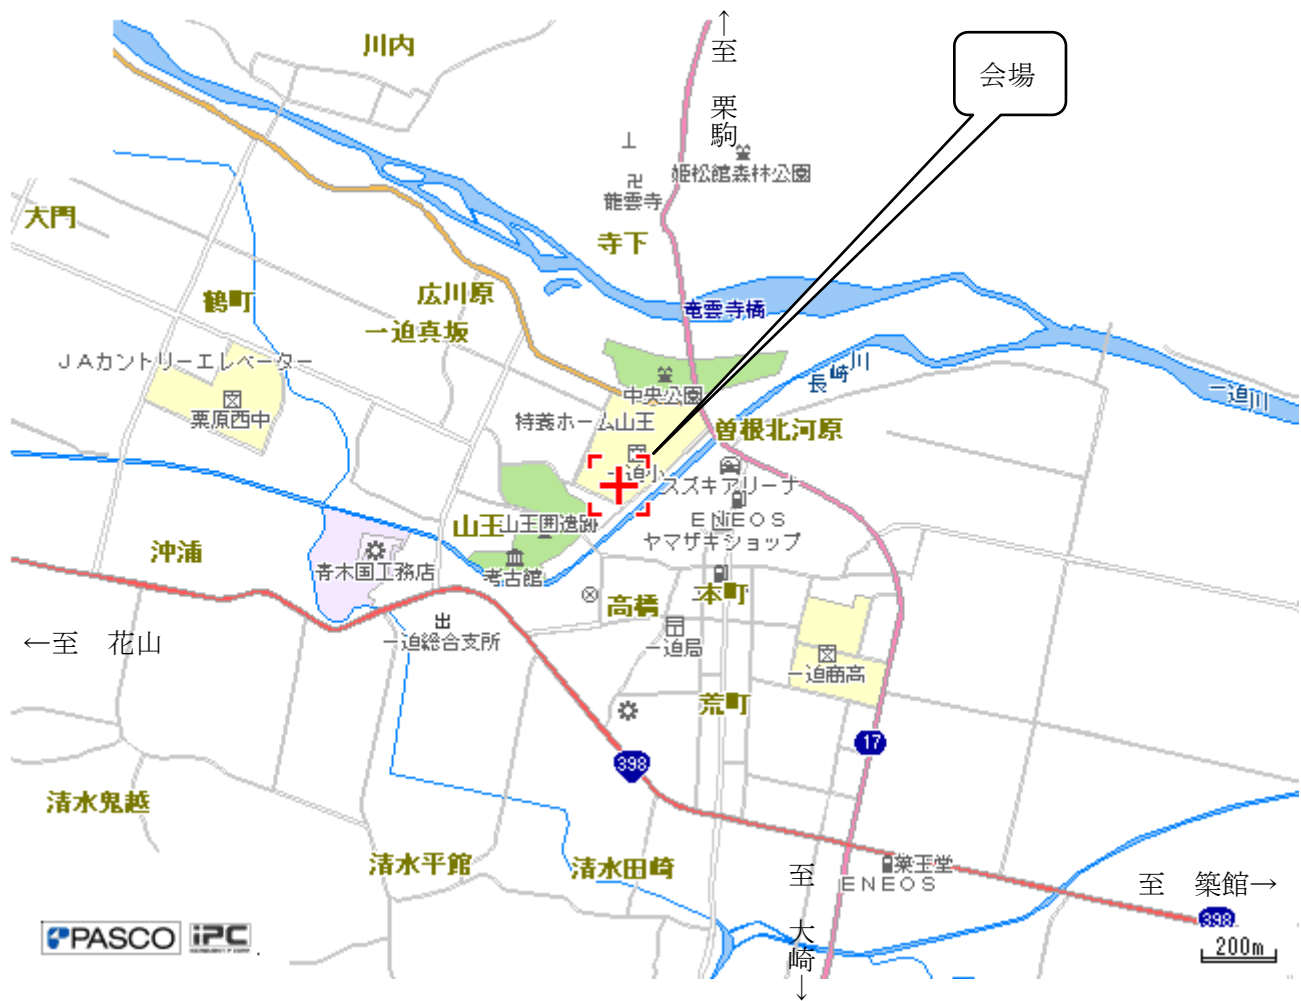 川内
↑至 栗駒
会場
姫松館森林公園
龍雲寺
大門
寺下
鶴町
広川原
一迫真坂
竜雲寺橋
長崎川
一迫川
JAカントリーエレベーター
栗原西中
中央公園
特養ホーム山王
曽根北河原
一迫小
スズキアリーナ
ENEOS
ヤマザキショップ
山王
山王囲遺跡
沖浦
青木国工務店
考古館
高橋
本町
←至 花山
一迫総合支所
一迫局
一迫商高
荒町
17
398
清水鬼越
清水平館
清水田崎
薬王堂
ENEOS
至 大崎↓
至 築館→
398
PASCO
iPC
200m